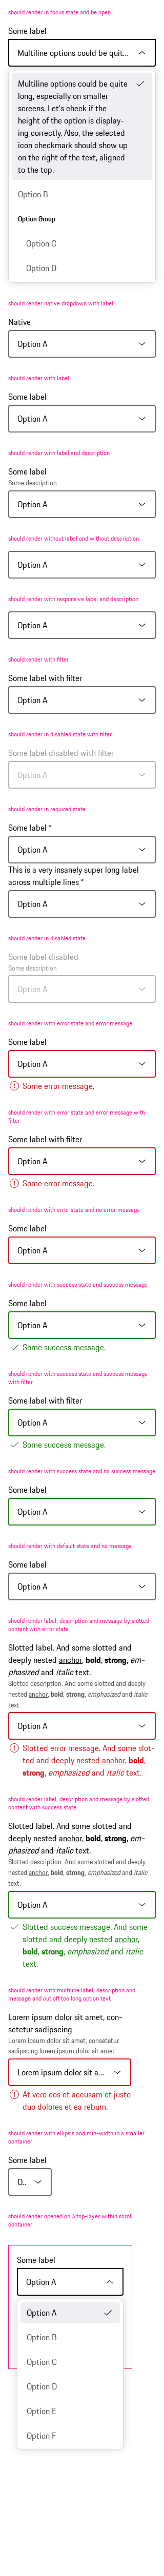 should render in focus state and be open
Some label
Multiline options could be quit...
Multiline options could be quite
long, especially on smaller
screens. Let's check if the
height of the option is display-
ing correctly. Also, the selected
icon checkmark should show up
on the right of the text, aligned
to the top.
Option B
Option Group
Option C
Option D
should render native dropdown with label
Native
Option A
should render with label
Some label
Option A
should render with label and description
Some label
Some description
Option A
should render without label and without description
Option A
should render with responsive label and description
Option A
should render with filter
Some label with filter
Option A
should render in disabled state with filter
Some label disabled with filter
Option A
should render in required state
Some label *
Option A
This is a very insanely super long label
across multiple lines *
Option A
should render in disabled state
Some label disabled
Some description
Option A
should render with error state and error message
Some label
Option A
Some error message.
should render with error state and error message with
filter
Some label with filter
Option A
Some error message.
should render with error state and no error message
Some label
Option A
should render with success state and success message
Some label
Option A
Some success message.
should render with success state and success message
with filter
Some label with filter
Option A
Some success message.
should render with success state and no success message
Some label
Option A
should render with default state and no message
Some label
Option A
should render label, description and message by slotted
content with error state
Slotted label. And some slotted and
deeply nested anchor, bold, strong, em-
phasized and italic text.
Slotted description. And some slotted and deeply
nested anchor, bold, strong, emphasized and italic
text.
Option A
Slotted error message. And some slot-
ted and deeply nested anchor, bold,
strong, emphasized and italic text.
should render label, description and message by slotted
content with success state
Slotted label. And some slotted and
deeply nested anchor, bold, strong, em-
phasized and italic text.
Slotted description. And some slotted and deeply
nested anchor, bold, strong, emphasized and italic
text.
Option A
Slotted success message. And some
slotted and deeply nested anchor,
bold, strong, emphasized and italic
text.
should render with multiline label, description and
message and cut off too long option text
Lorem ipsum dolor sit amet, con-
setetur sadipscing
Lorem ipsum dolor sit amet, consetetur
sadipscing lorem ipsum dolor sit amet
Lorem ipsum dolor sit a...
At vero eos et accusam et justo
duo dolores et ea rebum.
should render with ellipsis and min-width in a smaller
container
Some label
O..
should render opened on #top-layer within scroll
container
Some label
Option A
Option A
Option B
Option C
Option D
Option E
Option F